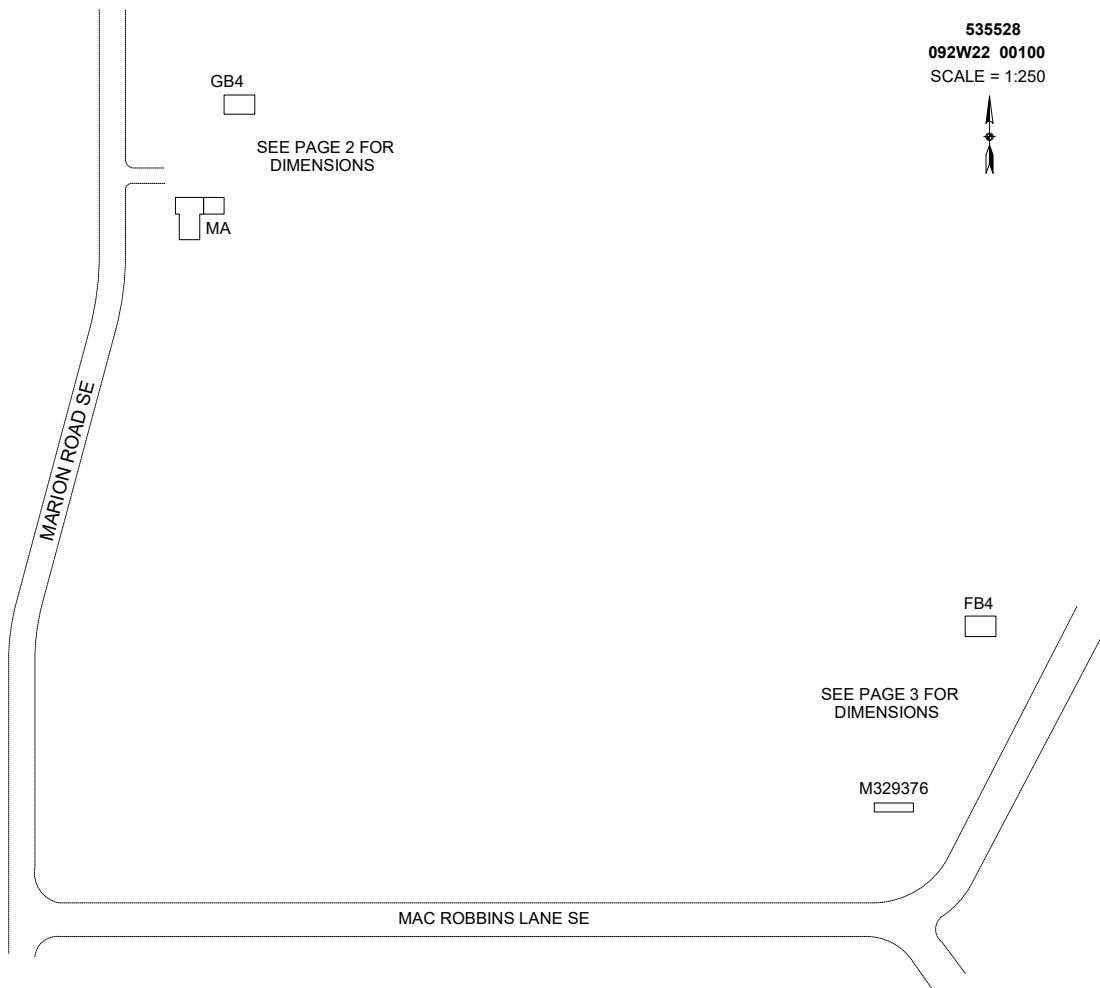 535528
092W22 00100
SCALE = 1:250
GB4
SEE PAGE 2 FOR
DIMENSIONS
MA
MARION ROAD SE
FB4
SEE PAGE 3 FOR
DIMENSIONS
M329376
MAC ROBBINS LANE SE